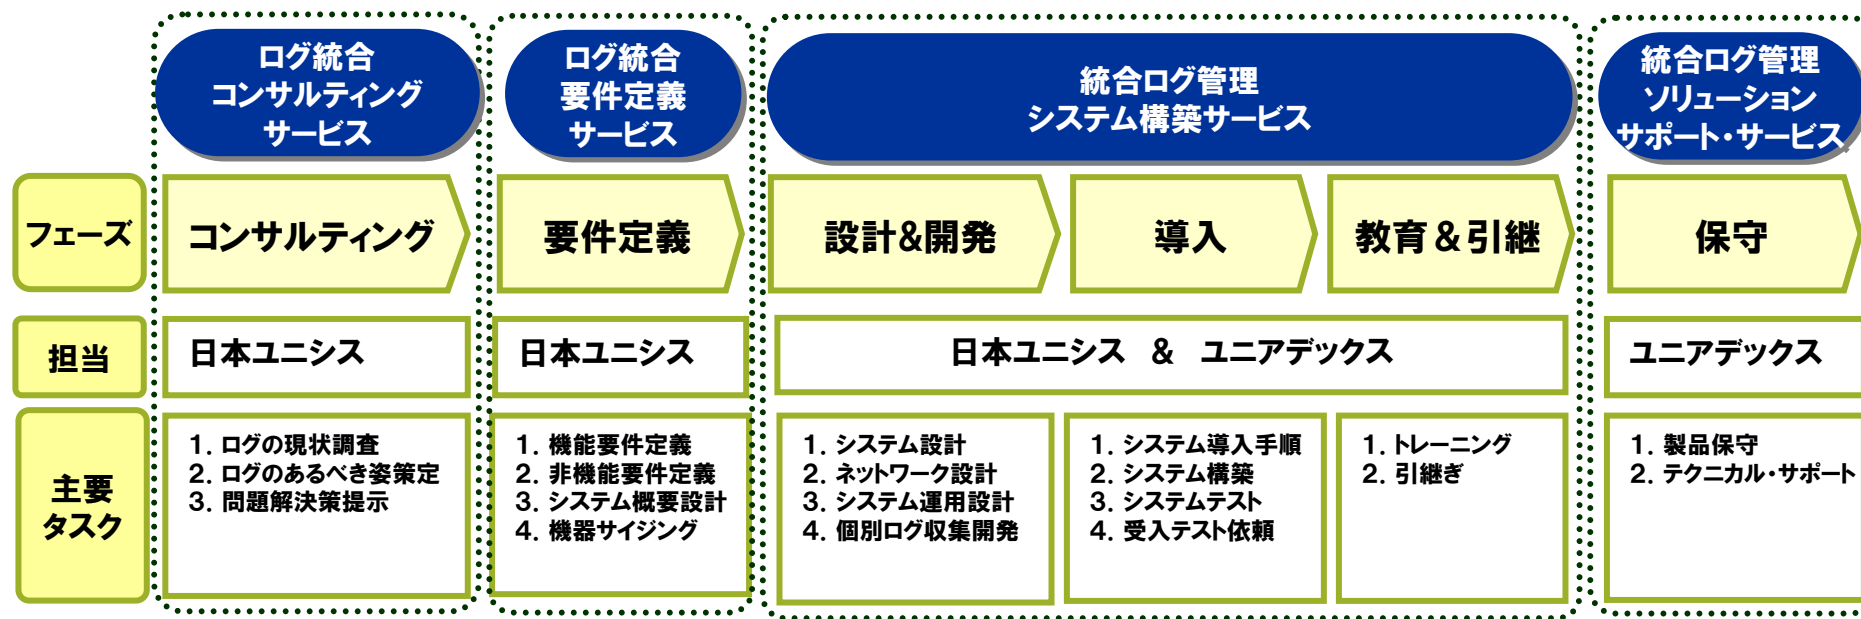 ログ統合
コンサルティング
サービス
ログ統合
要件定義
サービス
統合ログ管理
システム構築サービス
統合ログ管理
ソリューション
サポート・サービス
フェーズ
コンサルティング
要件定義
設計&開発
導入
教育&引継
保守
担当
日本ユニシス
日本ユニシス
日本ユニシス & ユニアデックス
ユニアデックス
主要
タスク
1. ログの現状調査
2. ログのあるべき姿策定
3. 問題解決策提示
1. 機能要件定義
2. 非機能要件定義
3. システム概要設計
4. 機器サイジング
1. システム設計
2. ネットワーク設計
3. システム運用設計
4. 個別ログ収集開発
1. システム導入手順
2. システム構築
3. システムテスト
4. 受入テスト依頼
1. トレーニング
2. 引継ぎ
1. 製品保守
2. テクニカル・サポート